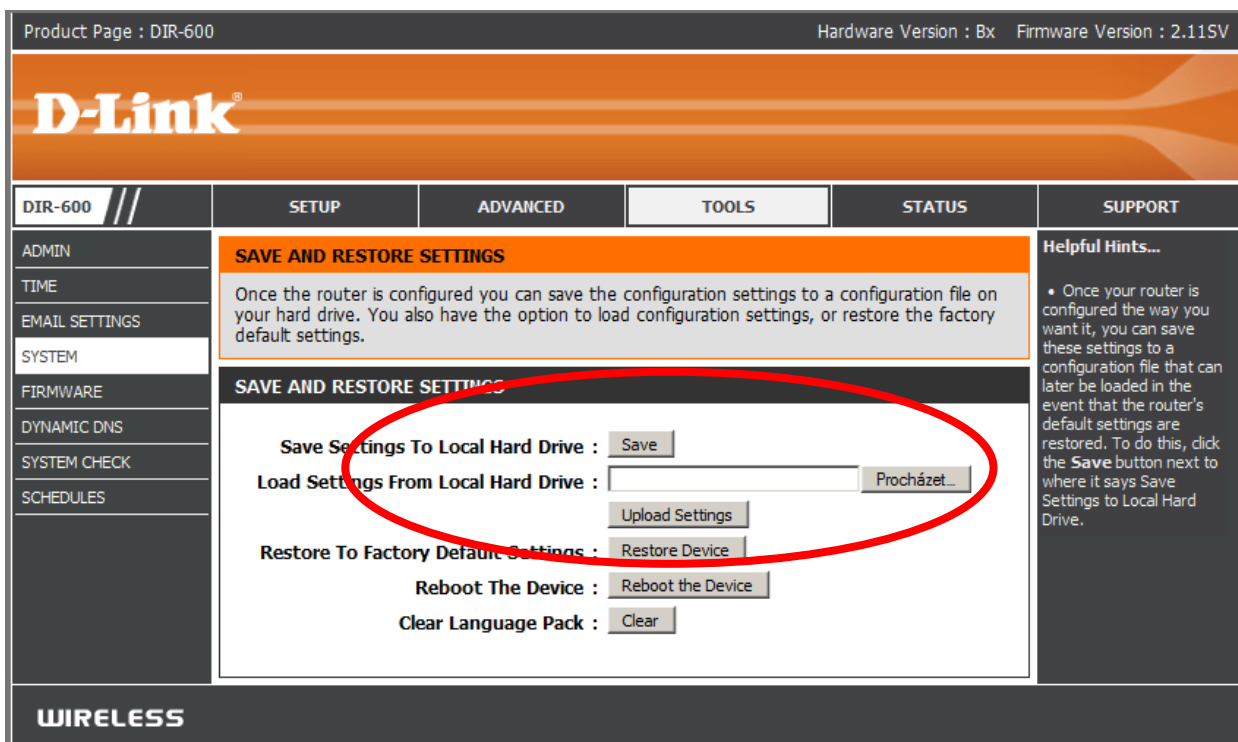 Product Page : DIR-600
Hardware Version : Bx Firmware Version : 2.11SV
D-Link®
DIR-600
SETUP
ADVANCED
TOOLS
STATUS
SUPPORT
ADMIN
TIME
EMAIL SETTINGS
SYSTEM
FIRMWARE
DYNAMIC DNS
SYSTEM CHECK
SCHEDULES
SAVE AND RESTORE SETTINGS
Once the router is configured you can save the configuration settings to a configuration file on
your hard drive. You also have the option to load configuration settings, or restore the factory
default settings.
SAVE AND RESTORE SETTINGS
Save Settings To Local Hard Drive : Save
Load Settings From Local Hard Drive : Procházet...
Upload Settings
Restore To Factory Default Settings : Restore Device
Reboot The Device : Reboot the Device
Clear Language Pack : Clear
Helpful Hints...
• Once your router is
configured the way you
want it, you can save
these settings to a
configuration file that can
later be loaded in the
event that the router's
default settings are
restored. To do this, click
the Save button next to
where it says Save
Settings to Local Hard
Drive.
WIRELESS